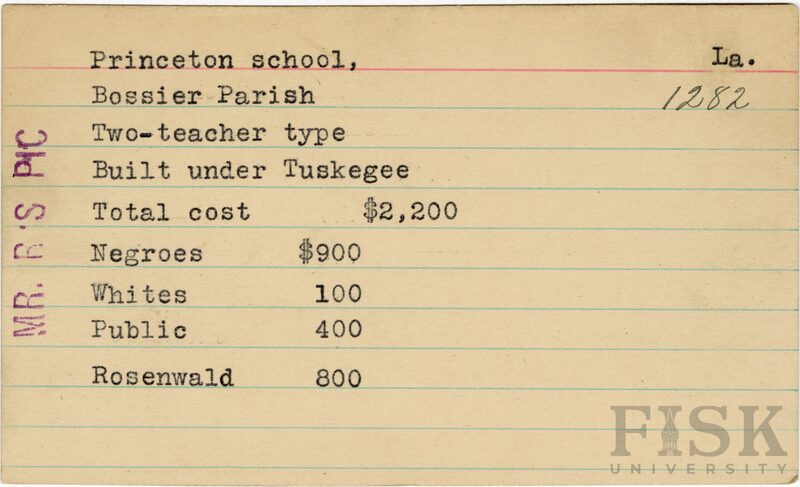 Princeton school, La.
Bossier Parish 1282
Two-teacher type
Built under Tuskegee
Total cost $2,200
Negroes $900
Whites 100
Public 400
Rosenwald 800
MR. R'S PIC
FISK
UNIVERSITY